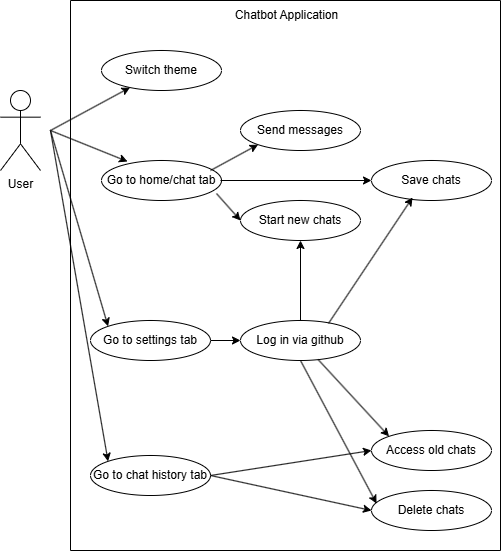 Chatbot Application
Switch theme
User
Send messages
Go to home/chat tab
Save chats
Start new chats
Go to settings tab
Log in via github
Access old chats
Go to chat history tab
Delete chats